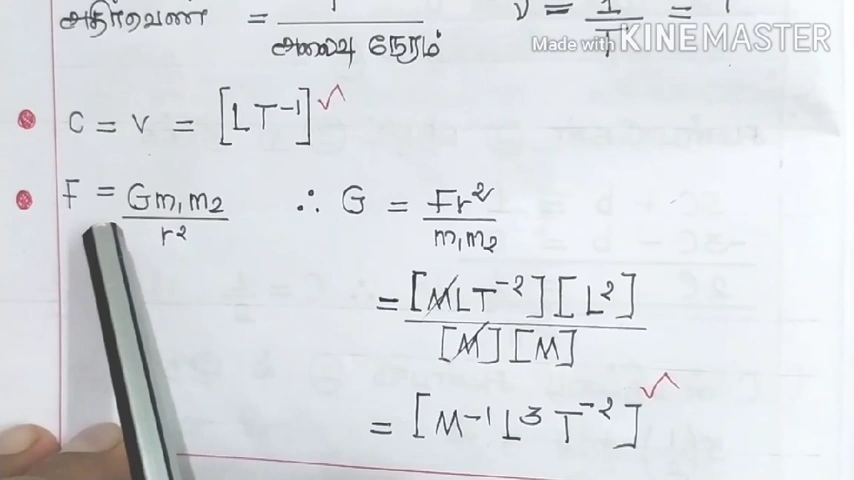 அதிர்வெண் = 1 / அலைவு நேரம் ν = 1/T =
Made with KINEMASTER
C = V = [LT⁻¹] ✓
F = Gm₁m₂ / r² ∴ G = Fr² / m₁m₂
= [MLT⁻²][L²] / [M][M]
= [M⁻¹L³T⁻²] ✓